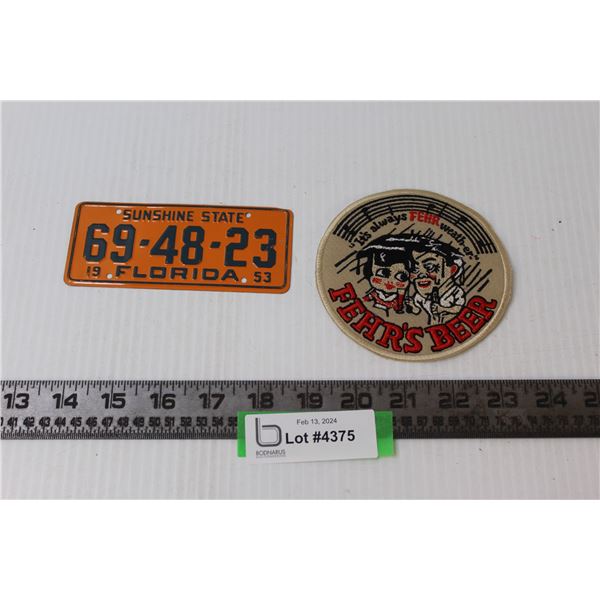 SUNSHINE STATE
69-48-23
19 FLORIDA 53
"It's always FEHR weather"
FEHR'S BEER
13 14 15 16 17 18 19 20 21 22 23 24
Feb 13, 2024
Lot #4375
BODNARUS